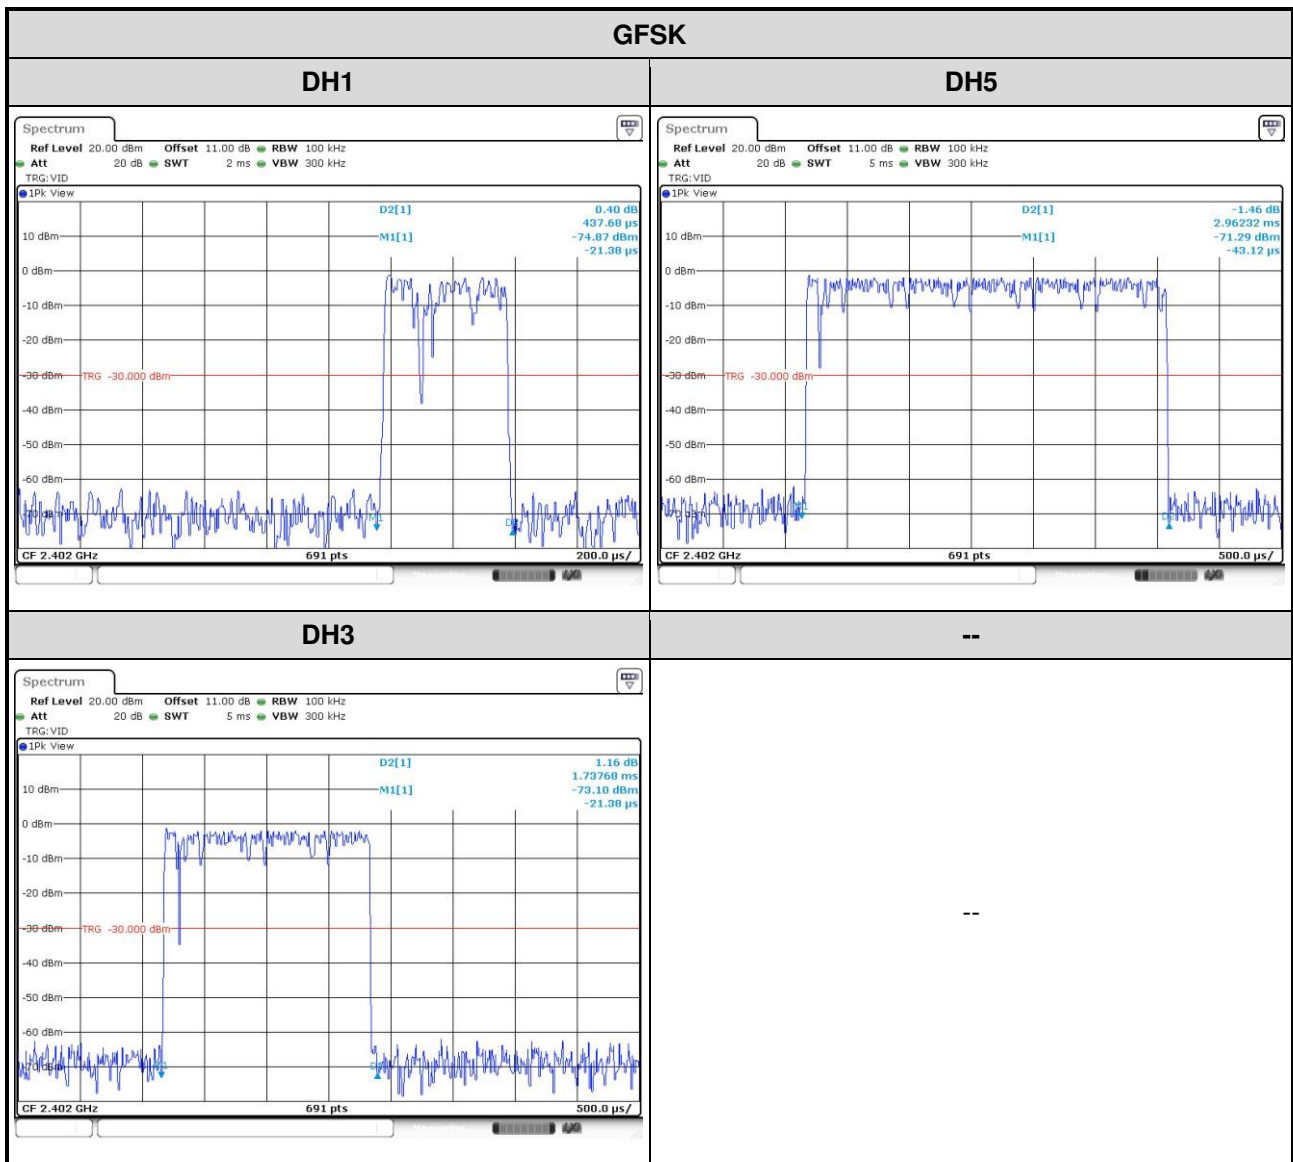 GFSK
DH1
DH5
Spectrum
Ref Level 20.00 dBm Offset 11.00 dB RBW 100 kHz
Att 20 dB SWT 2 ms VBW 300 kHz
TRG:VID
1Pk View
D2[1] 0.40 dB
437.68 µs
M1[1] -74.87 dBm
-21.38 µs
10 dBm
0 dBm
-10 dBm
-20 dBm
-30 dBm
TRG -30.000 dBm
-40 dBm
-50 dBm
-60 dBm
-70 dBm
M1
CF 2.402 GHz 691 pts 200.0 µs/
Spectrum
Ref Level 20.00 dBm Offset 11.00 dB RBW 100 kHz
Att 20 dB SWT 5 ms VBW 300 kHz
TRG:VID
1Pk View
D2[1] -1.46 dB
2.96232 ms
M1[1] -71.29 dBm
-43.12 µs
10 dBm
0 dBm
-10 dBm
-20 dBm
-30 dBm
TRG -30.000 dBm
-40 dBm
-50 dBm
-60 dBm
-70 dBm
CF 2.402 GHz 691 pts 500.0 µs/
DH3
--
Spectrum
Ref Level 20.00 dBm Offset 11.00 dB RBW 100 kHz
Att 20 dB SWT 5 ms VBW 300 kHz
TRG:VID
1Pk View
D2[1] 1.16 dB
1.73768 ms
M1[1] -73.10 dBm
-21.38 µs
10 dBm
0 dBm
-10 dBm
-20 dBm
-30 dBm
TRG -30.000 dBm
-40 dBm
-50 dBm
-60 dBm
-70 dBm
CF 2.402 GHz 691 pts 500.0 µs/
--